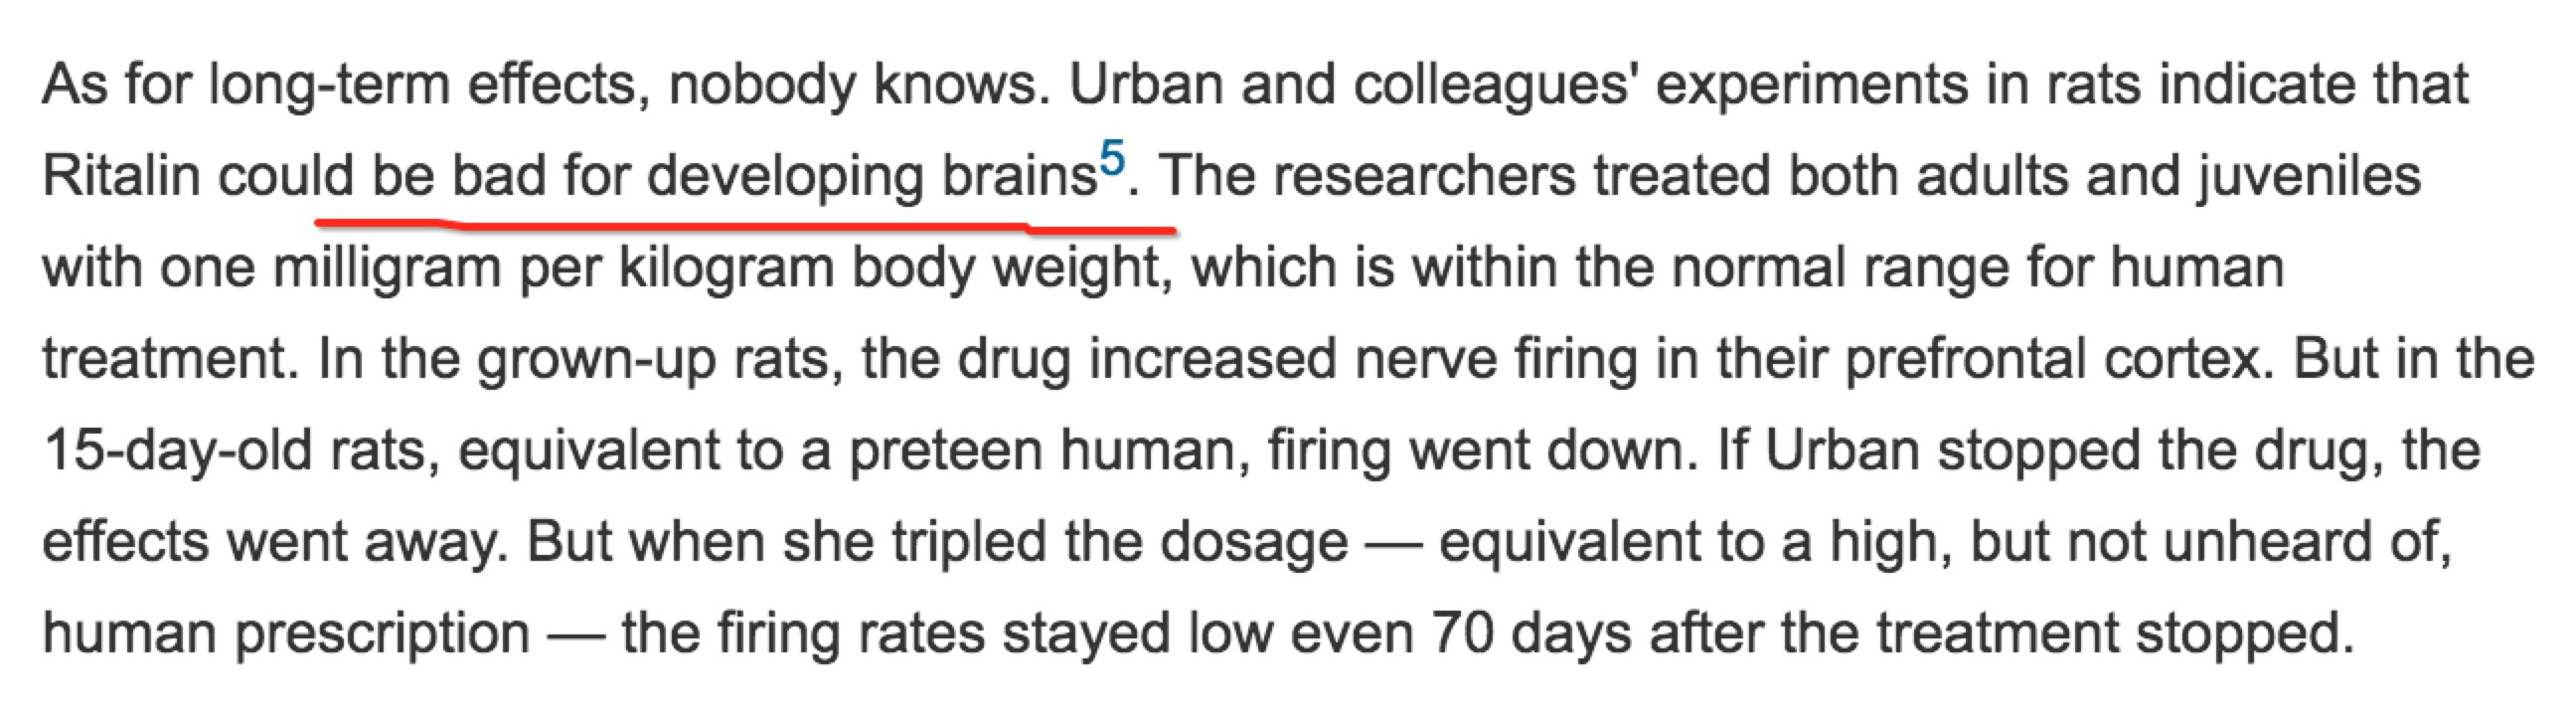 As for long-term effects, nobody knows. Urban and colleagues' experiments in rats indicate that
Ritalin could be bad for developing brains5. The researchers treated both adults and juveniles
with one milligram per kilogram body weight, which is within the normal range for human
treatment. In the grown-up rats, the drug increased nerve firing in their prefrontal cortex. But in the
15-day-old rats, equivalent to a preteen human, firing went down. If Urban stopped the drug, the
effects went away. But when she tripled the dosage — equivalent to a high, but not unheard of,
human prescription — the firing rates stayed low even 70 days after the treatment stopped.